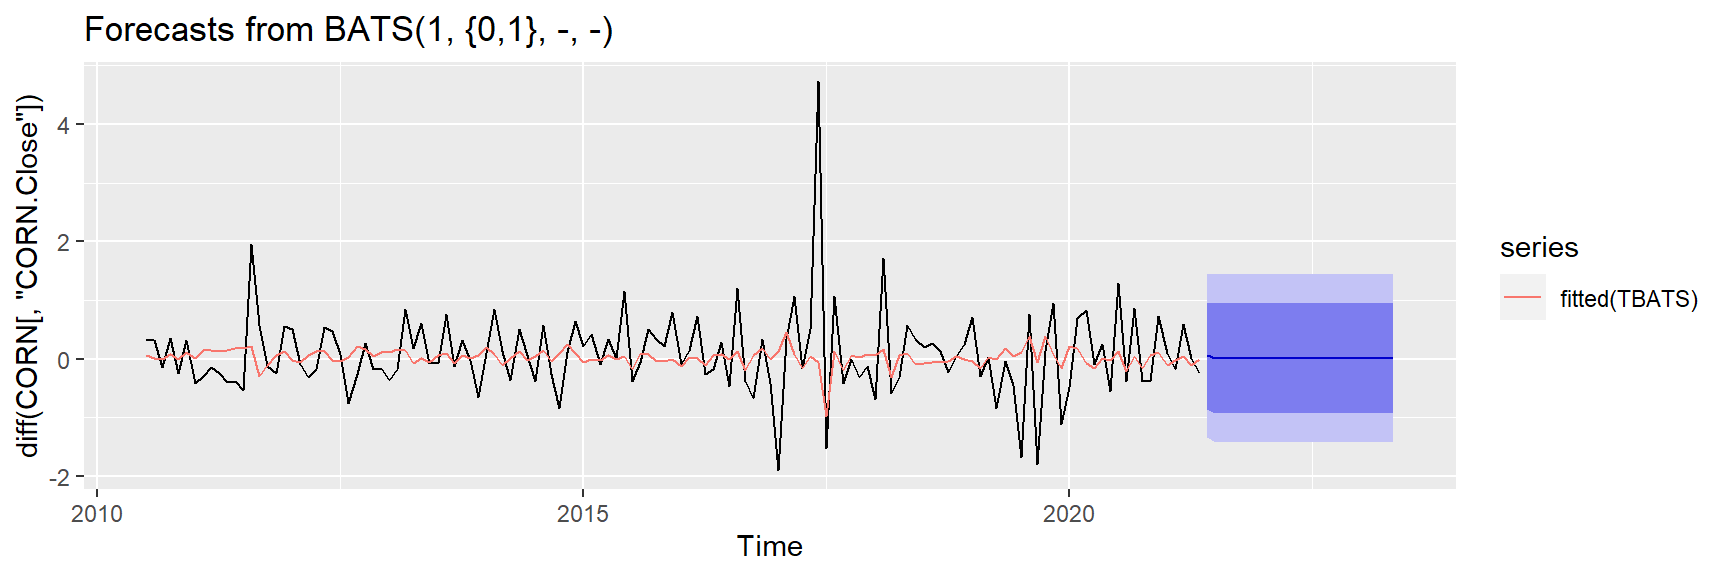 Forecasts from BATS(1, {0,1}, -, -)
diff(CORN[, "CORN.Close"])
4
2
0
-2
2010
2015
2020
Time
series
fitted(TBATS)